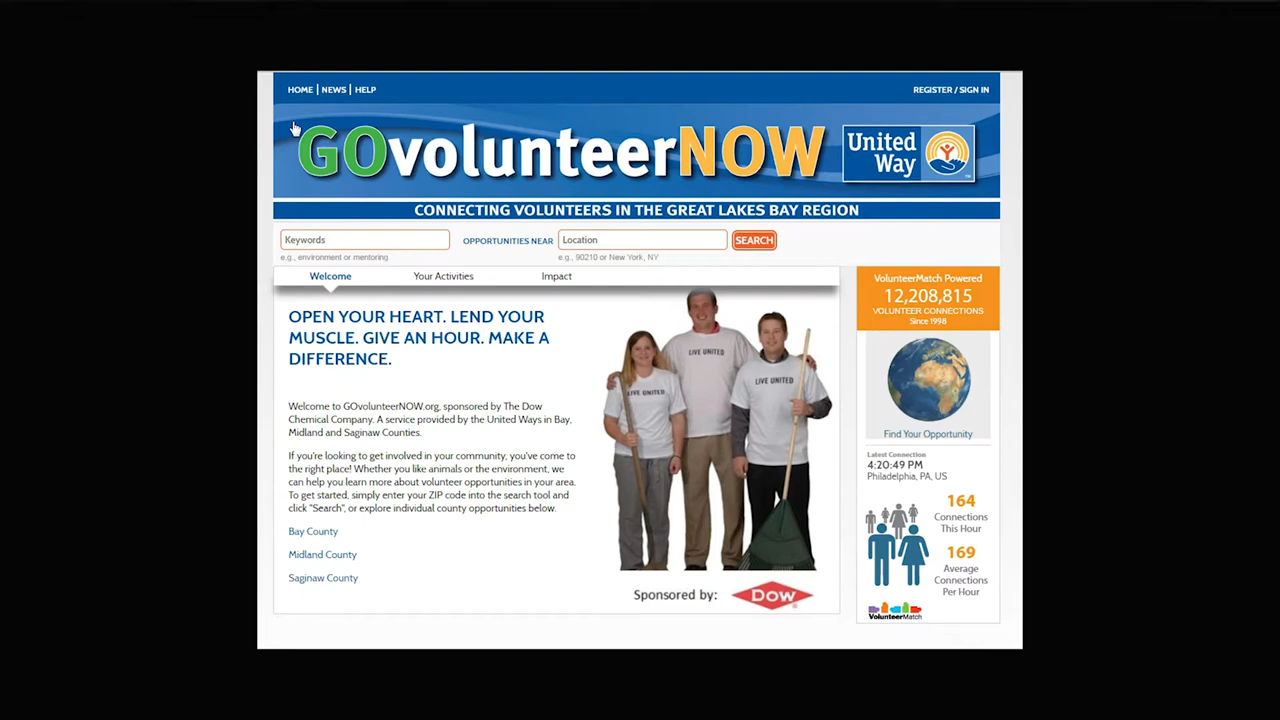 HOME | NEWS | HELP
REGISTER / SIGN IN
GOvolunteerNOW
United
Way
CONNECTING VOLUNTEERS IN THE GREAT LAKES BAY REGION
Keywords
OPPORTUNITIES NEAR
Location
SEARCH
e.g., environment or mentoring
e.g., 90210 or New York, NY
Welcome
Your Activities
Impact
OPEN YOUR HEART. LEND YOUR
MUSCLE. GIVE AN HOUR. MAKE A
DIFFERENCE.
Welcome to GOvolunteerNOW.org, sponsored by The Dow
Chemical Company. A service provided by the United Ways in Bay,
Midland and Saginaw Counties.
If you're looking to get involved in your community, you've come to
the right place! Whether you like animals or the environment, we
can help you learn more about volunteer opportunities in your area.
To get started, simply enter your ZIP code into the search tool and
click "Search", or explore individual county opportunities below.
Bay County
Midland County
Saginaw County
LIVE UNITED
LIVE UNITED
LIVE UNITED
Sponsored by:
DOW
VolunteerMatch Powered
12,208,815
VOLUNTEER CONNECTIONS
Since 1998
Find Your Opportunity
Latest Connection
4:20:49 PM
Philadelphia, PA, US
164
Connections
This Hour
169
Average
Connections
Per Hour
VolunteerMatch